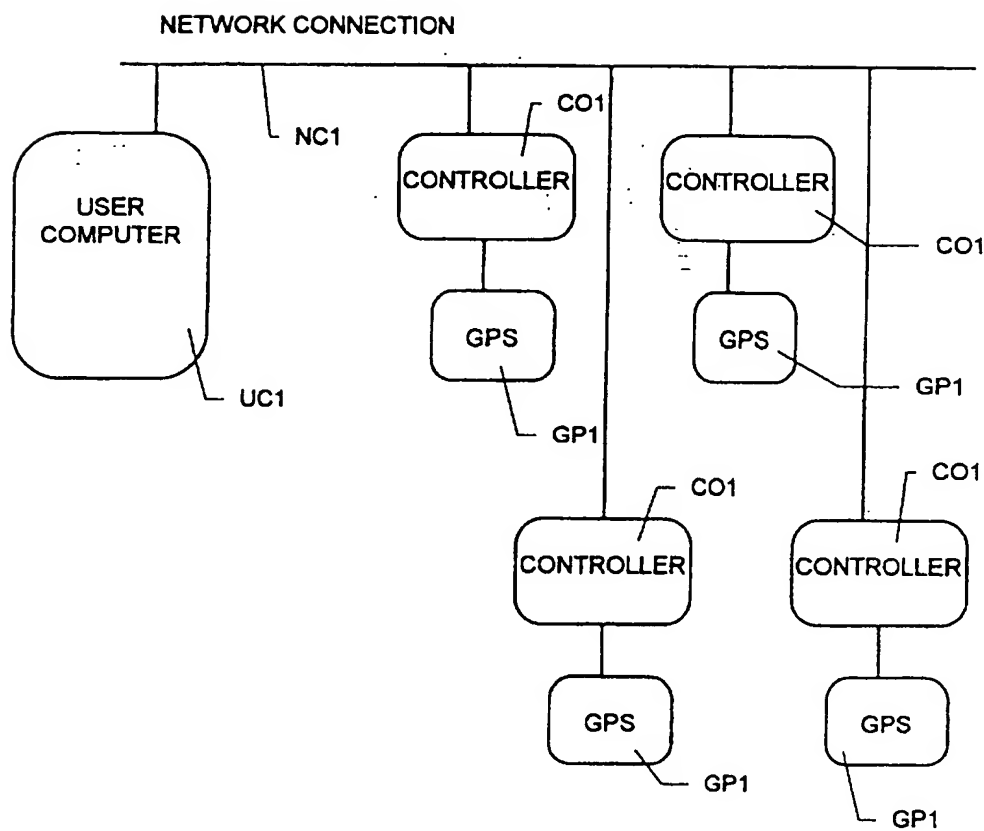 NETWORK CONNECTION
CO1
NC1
CONTROLLER
CONTROLLER
USER
COMPUTER
CO1
GPS
GPS
UC1
GP1
GP1
CO1
CO1
CONTROLLER
CONTROLLER
GPS
GPS
GP1
GP1